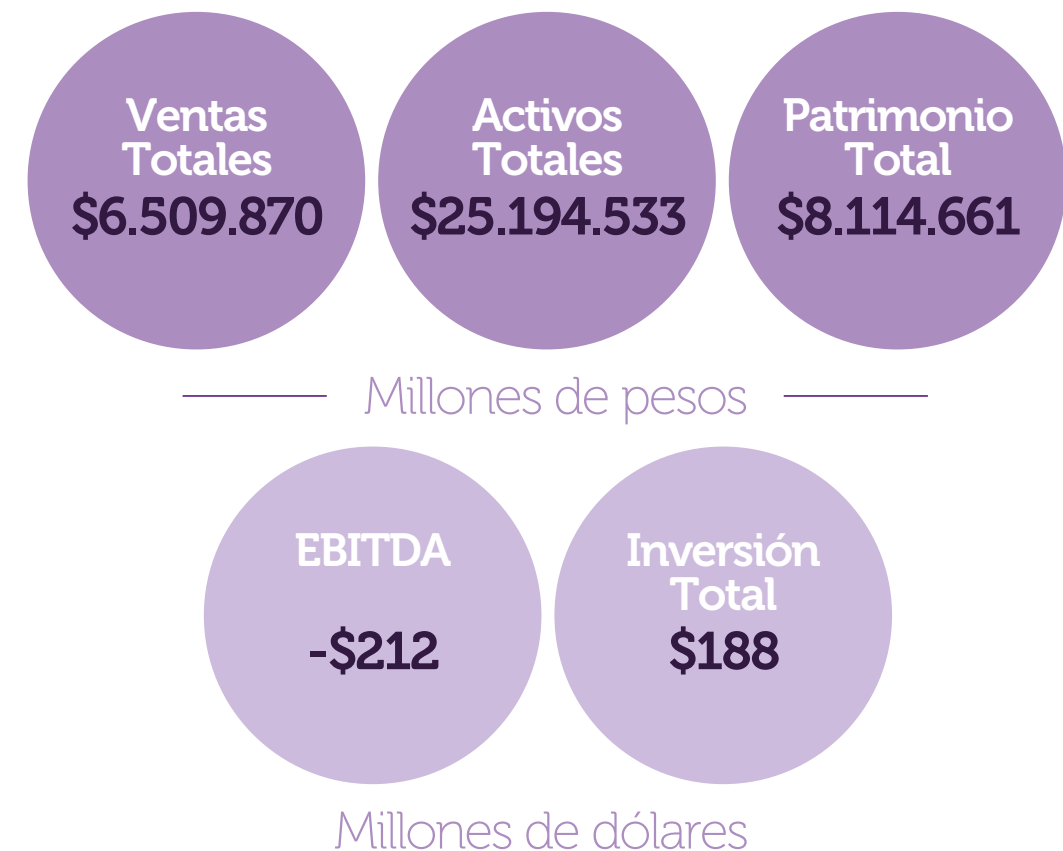 Ventas
Totales
$6.509.870
Activos
Totales
$25.194.533
Patrimonio
Total
$8.114.661
Millones de pesos
EBITDA
-$212
Inversión
Total
$188
Millones de dólares